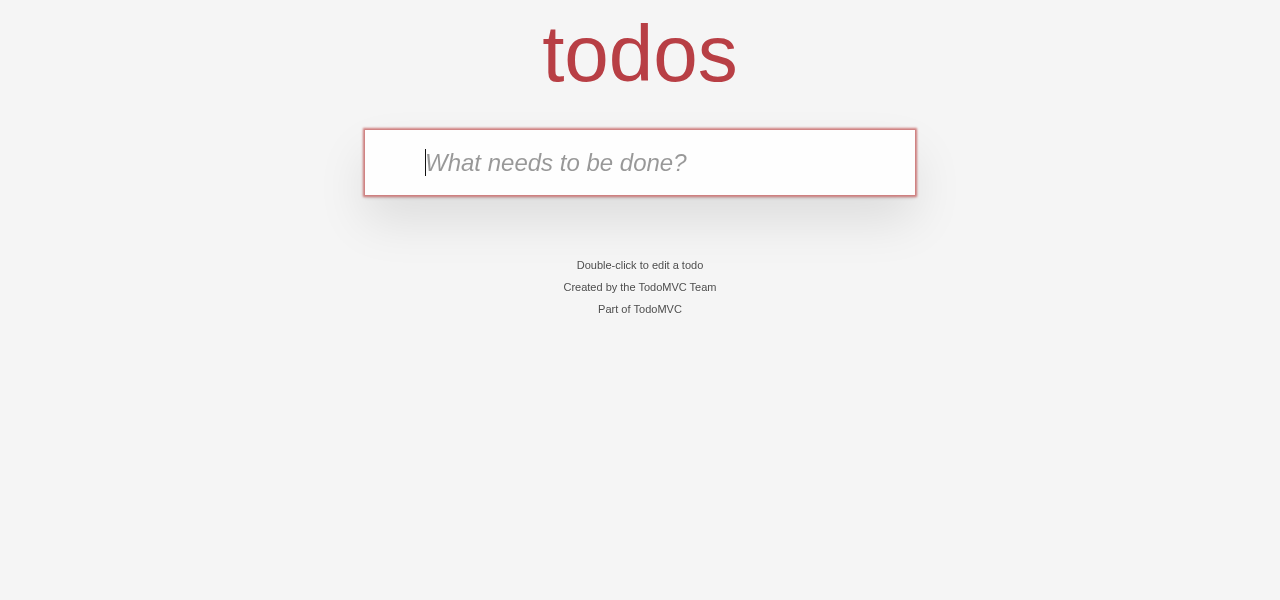 todos
What needs to be done?
Double-click to edit a todo
Created by the TodoMVC Team
Part of TodoMVC